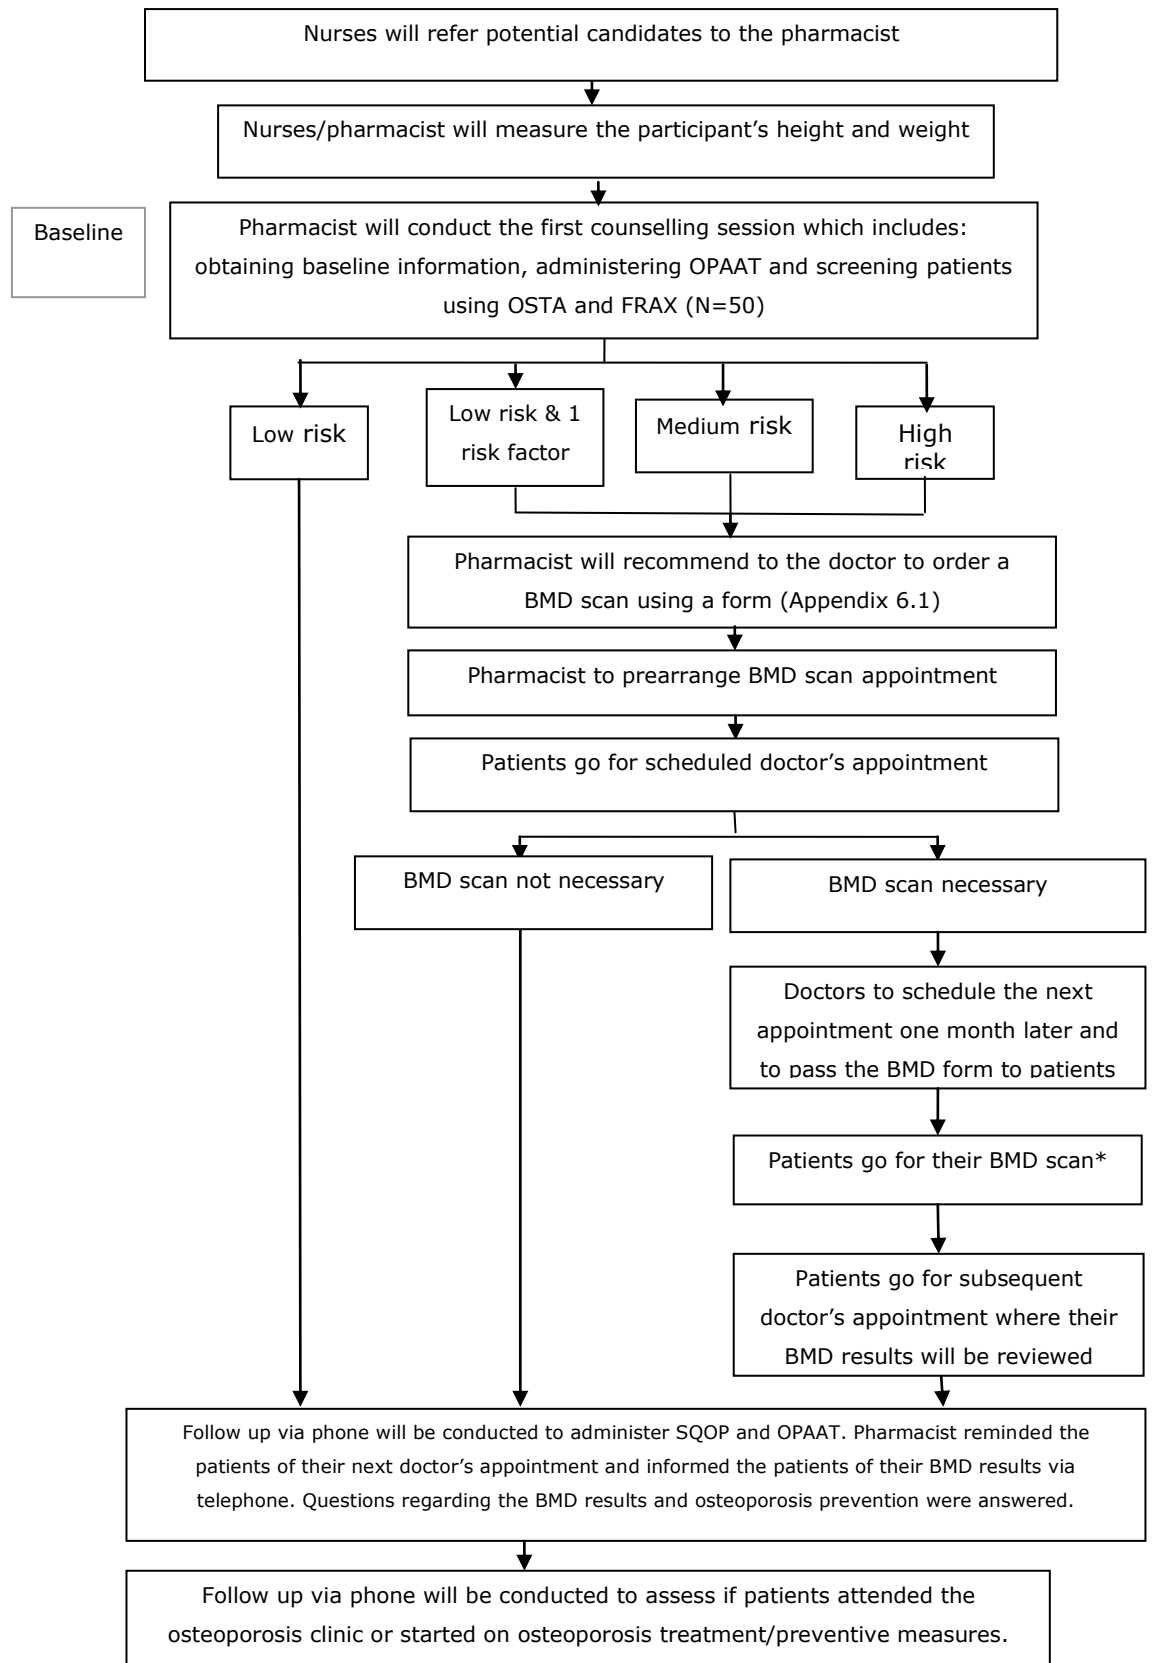 Nurses will refer potential candidates to the pharmacist
Nurses/pharmacist will measure the participant's height and weight
Baseline
Pharmacist will conduct the first counselling session which includes:
obtaining baseline information, administering OPAAT and screening patients
using OSTA and FRAX (N=50)
Low risk
Low risk & 1
risk factor
Medium risk
High
risk
Pharmacist will recommend to the doctor to order a
BMD scan using a form (Appendix 6.1)
Pharmacist to prearrange BMD scan appointment
Patients go for scheduled doctor's appointment
BMD scan not necessary
BMD scan necessary
Doctors to schedule the next
appointment one month later and
to pass the BMD form to patients
Patients go for their BMD scan*
Patients go for subsequent
doctor's appointment where their
BMD results will be reviewed
Follow up via phone will be conducted to administer SQOP and OPAAT. Pharmacist reminded the
patients of their next doctor's appointment and informed the patients of their BMD results via
telephone. Questions regarding the BMD results and osteoporosis prevention were answered.
Follow up via phone will be conducted to assess if patients attended the
osteoporosis clinic or started on osteoporosis treatment/preventive measures.